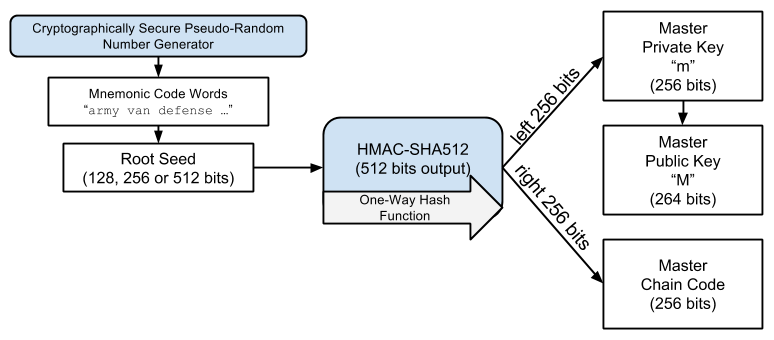 Cryptographically Secure Pseudo-Random
Number Generator
Mnemonic Code Words
“army van defense …”
Root Seed
(128, 256 or 512 bits)
HMAC-SHA512
(512 bits output)
One-Way Hash
Function
left 256 bits
right 256 bits
Master
Private Key
“m”
(256 bits)
Master
Public Key
“M”
(264 bits)
Master
Chain Code
(256 bits)